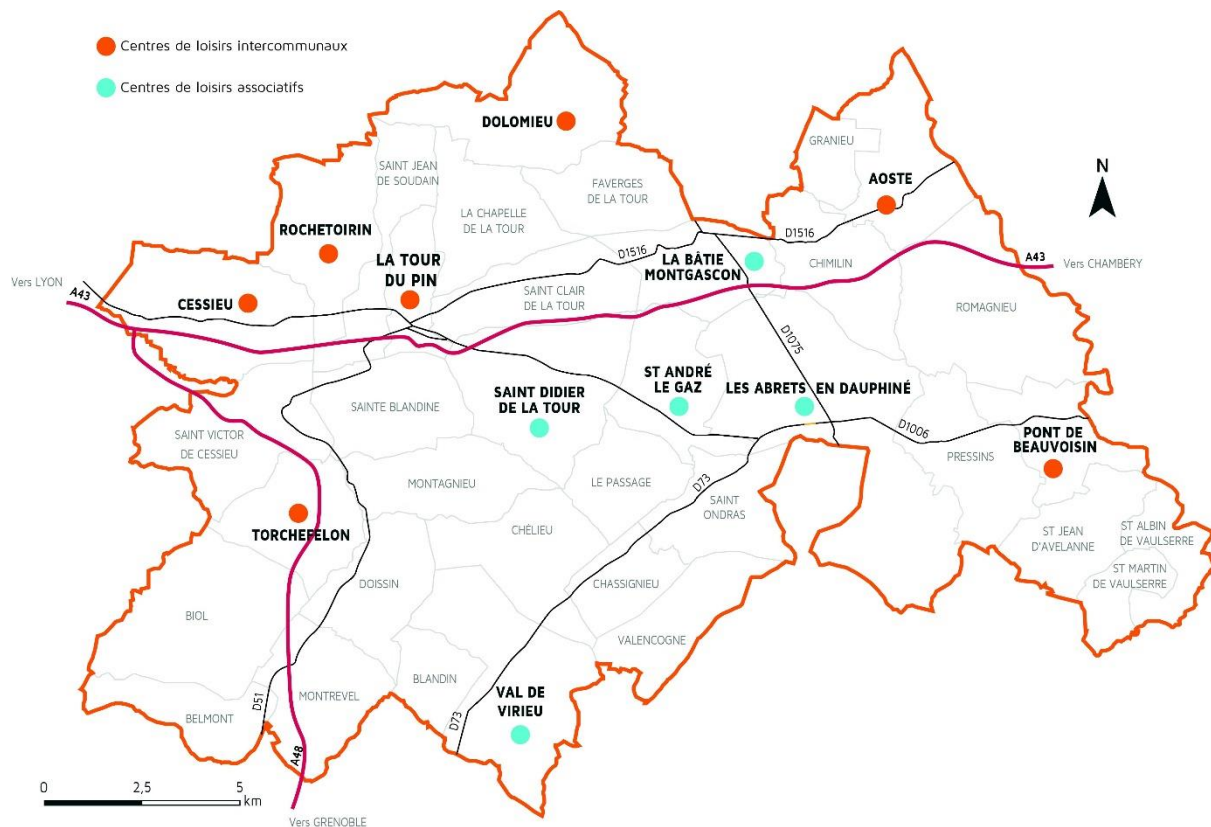 Centres de loisirs intercommunaux
Centres de loisirs associatifs
DOLOMIEU
GRANIEU
SAINT JEAN
DE SOUDAIN
FAVERGES
DE LA TOUR
AOSTE
N
LA CHAPELLE
DE LA TOUR
ROCHETOIRIN
D1516
D1516
LA TOUR
DU PIN
LA BÂTIE
MONTGASCON
CHIMILIN
A43
Vers CHAMBERY
Vers LYON
A43
CESSIEU
SAINT CLAIR
DE LA TOUR
ROMAGNIEU
D1075
ST ANDRÉ
LE GAZ
LES ABRETS EN DAUPHINÉ
SAINT DIDIER
DE LA TOUR
SAINTE BLANDINE
D1006
SAINT VICTOR
DE CESSIEU
PONT DE
BEAUVOISIN
PRESSINS
MONTAGNIEU
LE PASSAGE
D73
SAINT
ONDRAS
TORCHEFELON
CHÉLIEU
ST JEAN
D'AVELANNE
ST ALBIN
DE VAULSERRE
ST MARTIN
DE VAULSERRE
DOISSIN
CHASSIGNIEU
BIOL
VALENCOGNE
BLANDIN
MONTREVEL
BELMONT
D51
VAL DE
VIRIEU
D73
A48
0 2,5 5
km
Vers GRENOBLE